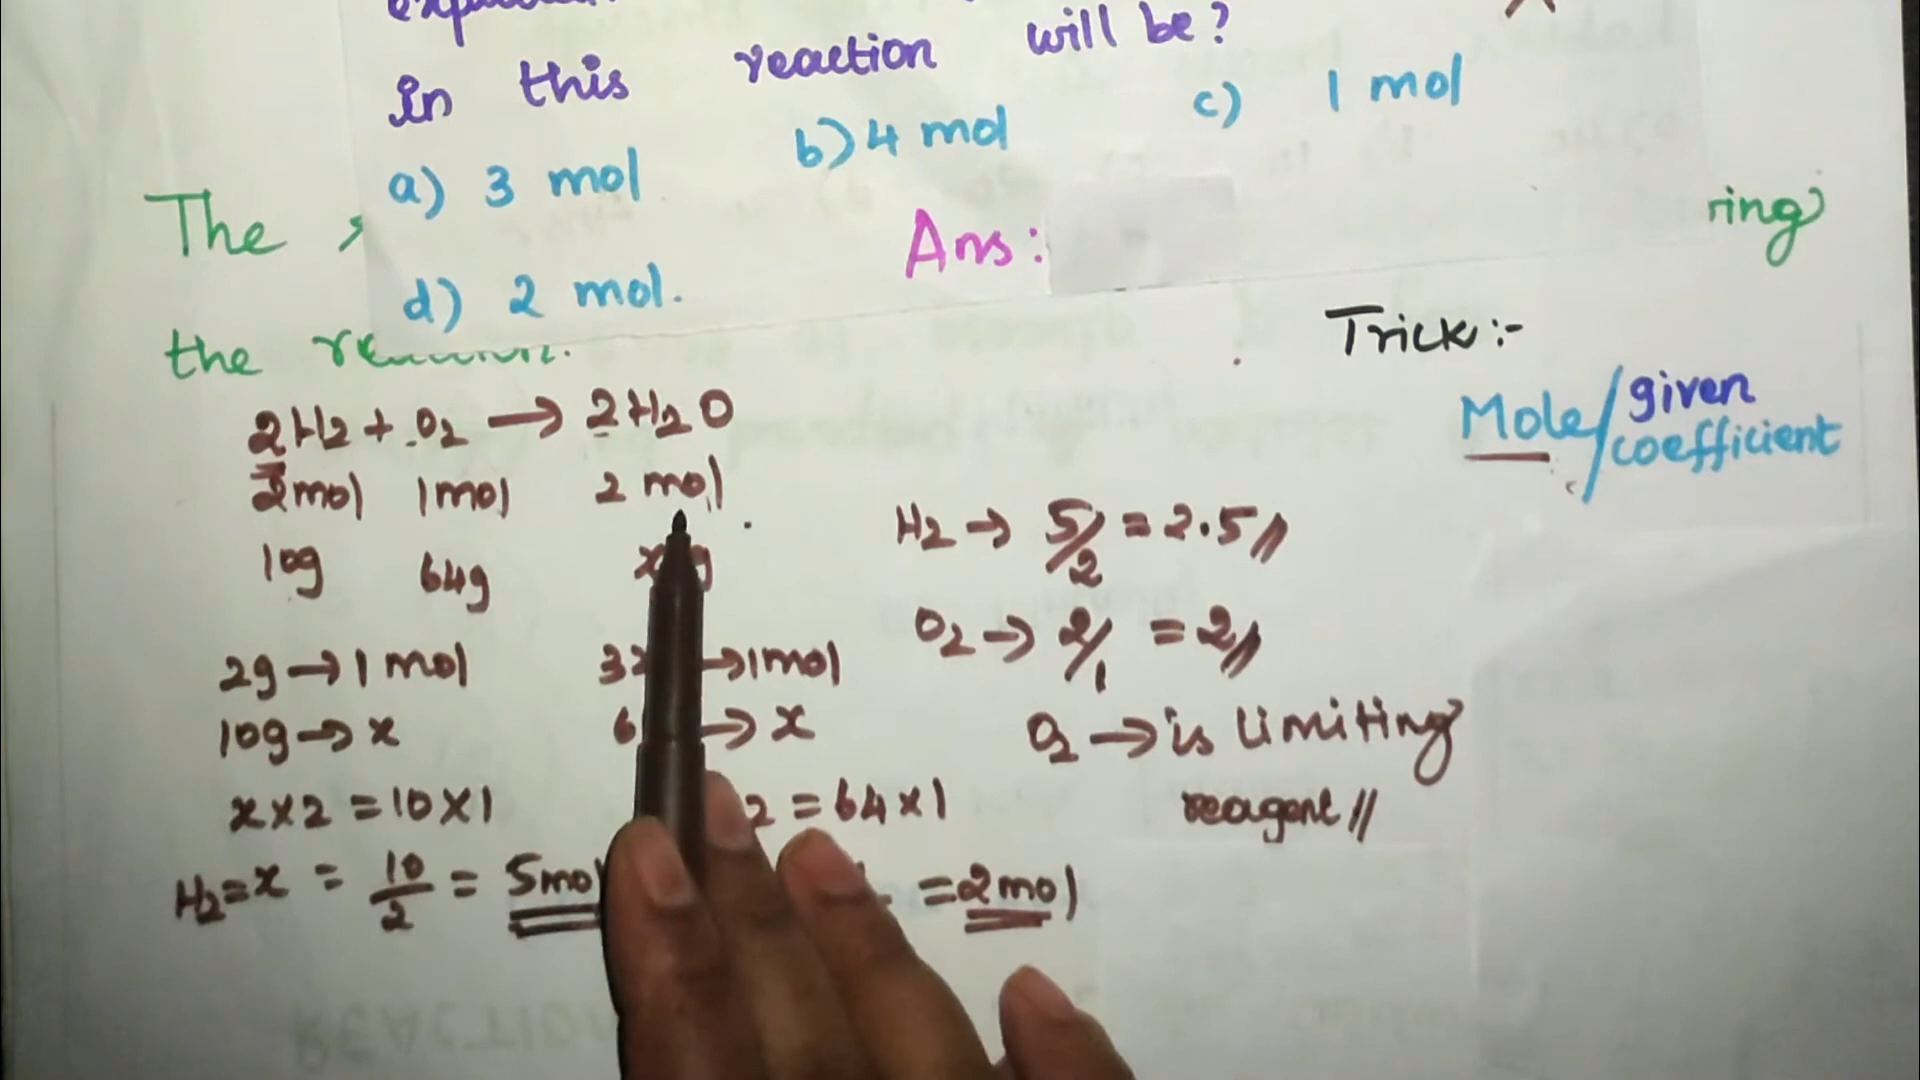 in this reaction will be?
a) 3 mol b) 4 mol c) 1 mol
The ring
d) 2 mol. Ans:
the
Trick:-
Mole/given coefficient
2H₂ + O₂ → 2H₂O
2mol 1mol 2 mol
10g 64g
H₂ → 5/2 = 2.5//
O₂ → 2/1 = 2//
2g → 1 mol → 1mol
10g → x → x
O₂ → is limiting
reagent //
x × 2 = 10 × 1 2 = 64 × 1
H₂ = x = 10/2 = 5mol = 2mol